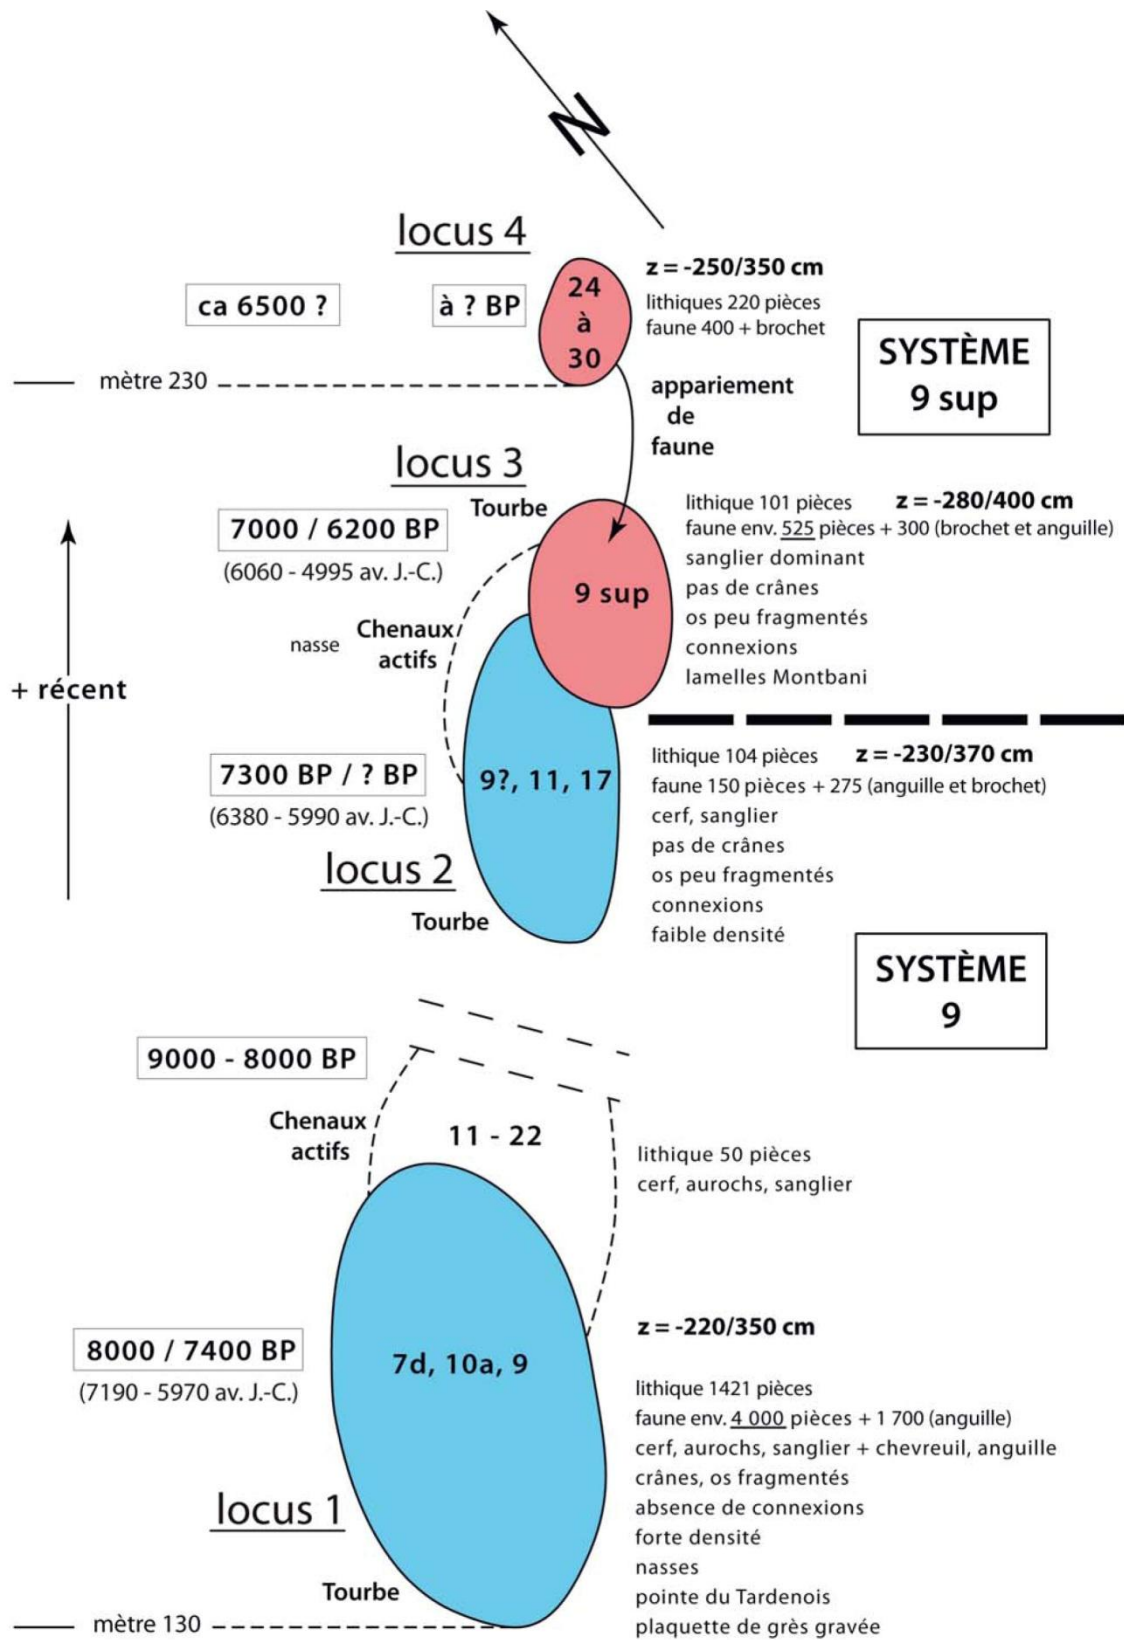 N
locus 4
z = -250/350 cm
ca 6500 ?
à ? BP
24
à
30
lithiques 220 pièces
faune 400 + brochet
SYSTÈME
9 sup
mètre 230
appariement
de
faune
locus 3
Tourbe
7000 / 6200 BP
(6060 - 4995 av. J.-C.)
lithique 101 pièces z = -280/400 cm
faune env. 525 pièces + 300 (brochet et anguille)
sanglier dominant
pas de crânes
os peu fragmentés
connexions
lamelles Montbani
9 sup
nasse
Chenaux
actifs
+ récent
7300 BP / ? BP
(6380 - 5990 av. J.-C.)
9?, 11, 17
lithique 104 pièces z = -230/370 cm
faune 150 pièces + 275 (anguille et brochet)
cerf, sanglier
pas de crânes
os peu fragmentés
connexions
faible densité
locus 2
Tourbe
SYSTÈME
9
9000 - 8000 BP
Chenaux
actifs
11 - 22
lithique 50 pièces
cerf, aurochs, sanglier
8000 / 7400 BP
(7190 - 5970 av. J.-C.)
7d, 10a, 9
z = -220/350 cm
lithique 1421 pièces
faune env. 4 000 pièces + 1 700 (anguille)
cerf, aurochs, sanglier + chevreuil, anguille
crânes, os fragmentés
absence de connexions
forte densité
nasses
pointe du Tardenois
plaquette de grès gravée
locus 1
Tourbe
mètre 130